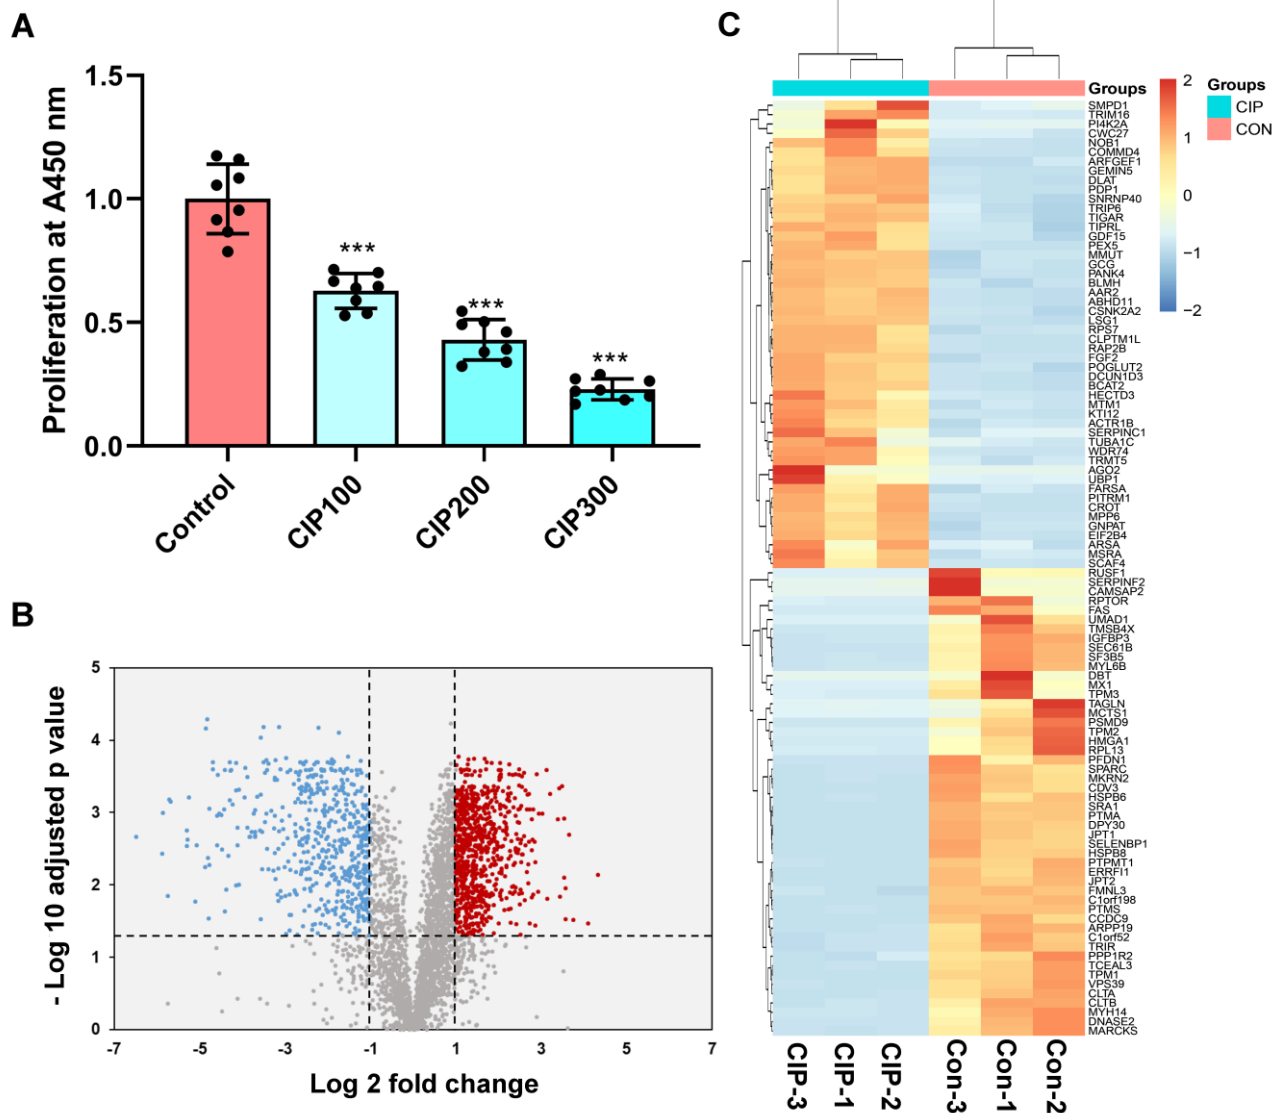 A
Proliferation at A450 nm
1.5
1.0
0.5
0.0
Control
CIP100
CIP200
CIP300
***
***
***
B
- Log 10 adjusted p value
5
4
3
2
1
0
-7
-5
-3
-1
1
3
5
7
Log 2 fold change
C
Groups
SMPD1
TRIM16
PI4K2A
CWC27
NOB1
COMMD4
ARFGEF1
GEMIN5
DLAT
PDP1
SNRNP40
TRIP6
TIGAR
TIPRL
GDF15
PEX5
MMUT
GCG
PANK4
BLMH
AAR2
ABHD11
CSNK2A2
LSG1
RPS7
CLPTM1L
RAP2B
FGF2
POGLUT2
DCUN1D3
BCAT2
HECTD3
MTM1
KTI12
ACTR1B
SERPINC1
TUBA1C
WDR74
TRMT5
AGO2
UBP1
FARSA
PITRM1
CROT
MPP6
GNPAT
EIF2B4
ARSA
MSRA
SCAF4
RUSF1
SERPINF2
CAMSAP2
RPTOR
FAS
UMAD1
TMSB4X
IGFBP3
SEC61B
SF3B5
MYL6B
DBT
MX1
TPM3
TAGLN
MCTS1
PSMD9
TPM2
HMGA1
RPL13
PFDN1
SPARC
MKRN2
CDV3
HSPB6
SRA1
PTMA
DPY30
JPT1
SELENBP1
HSPB8
PTPMT1
ERRFI1
JPT2
FMNL3
C1orf198
PTMS
CCDC9
ARPP19
C1orf52
TRIR
PPP1R2
TCEAL3
TPM1
VPS39
CLTA
CLTB
MYH14
DNASE2
MARCKS
CIP-3
CIP-1
CIP-2
Con-3
Con-1
Con-2
2
1
0
−1
−2
Groups
CIP
CON